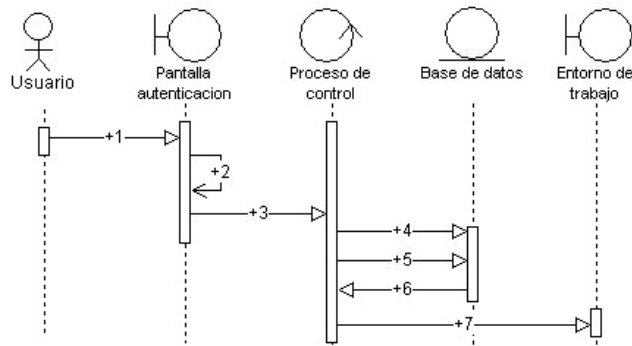 Usuario
Pantalla
autenticacion
Proceso de
control
Base de datos
Entorno de
trabajo
+1
+2
+3
+4
+5
+6
+7